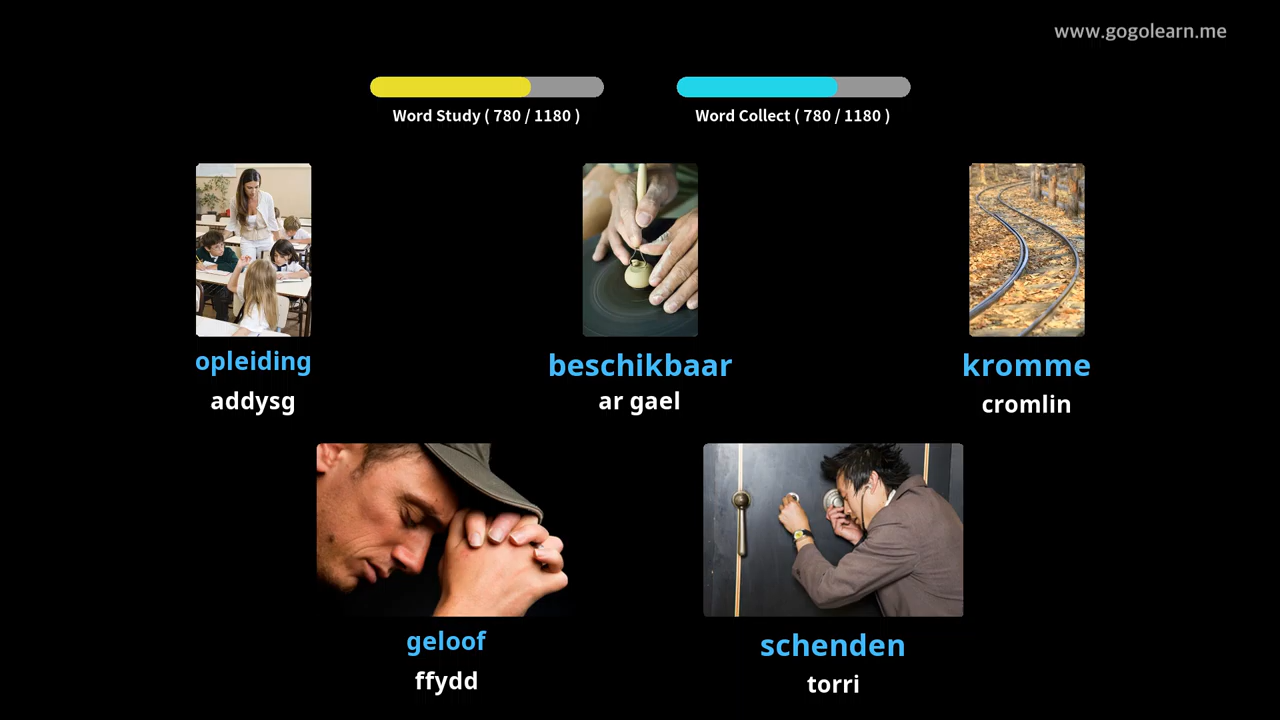 www.gogolearn.me
Word Study ( 780 / 1180 )
Word Collect ( 780 / 1180 )
opleiding
addysg
beschikbaar
ar gael
kromme
cromlin
geloof
ffydd
schenden
torri